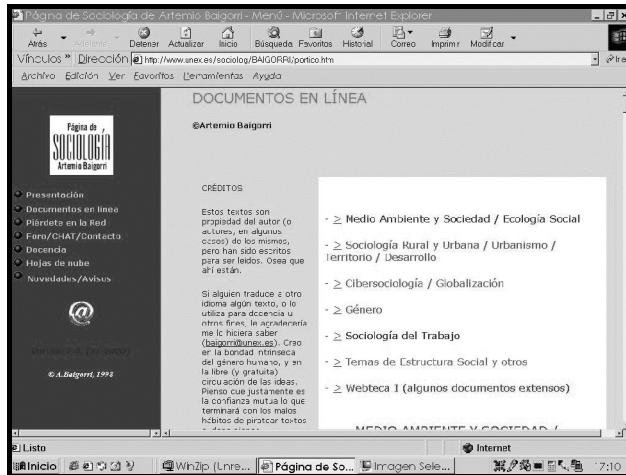 Página de Sociología de Artemio Baigorri - Menú - Microsoft Internet Explorer
Atrás Adelante Detener Actualizar Inicio Búsqueda Favoritos Historial Correo Imprimir Modificar
Vínculos » Dirección http://www.unex.es/sociolog/BAIGORRI/portico.htm Ir a
Archivo Edición Ver Favoritos Herramientas Ayuda
Página de
SOCIOLOGÍA
Artemio Baigorri
Presentación
Documentos en línea
Piérdete en la Red
Foro/CHAT/Contacto
Docencia
Hojas de nube
Novedades/Avisos
@
© A.Baigorri, 1998
DOCUMENTOS EN LÍNEA
©Artemio Baigorri
CRÉDITOS
Estos textos son
propiedad del autor (o
autores, en algunos
casos) de los mismos,
pero han sido escritos
para ser leidos. Osea que
ahí están.
Si alguien traduce a otro
idioma algún texto, o lo
utiliza para docencia u
otros fines, le agradecería
me lo hiciera saber
(baigorri@unex.es). Creo
en la bondad intrínseca
del género humano, y en
la libre (y gratuita)
circulación de las ideas.
Pienso que justamente es
la confianza mutua lo que
terminará con los malos
hábitos de piratear textos
- > Medio Ambiente y Sociedad / Ecología Social
- > Sociología Rural y Urbana / Urbanismo /
Territorio / Desarrollo
- > Cibersociología / Globalización
- > Género
- > Sociología del Trabajo
- > Temas de Estructura Social y otros
- > Webteca I (algunos documentos extensos)
MEDIO AMBIENTE Y SOCIEDAD /
Listo Internet
Inicio WinZip (Unre... Página de So... Imagen Sele... 17:10